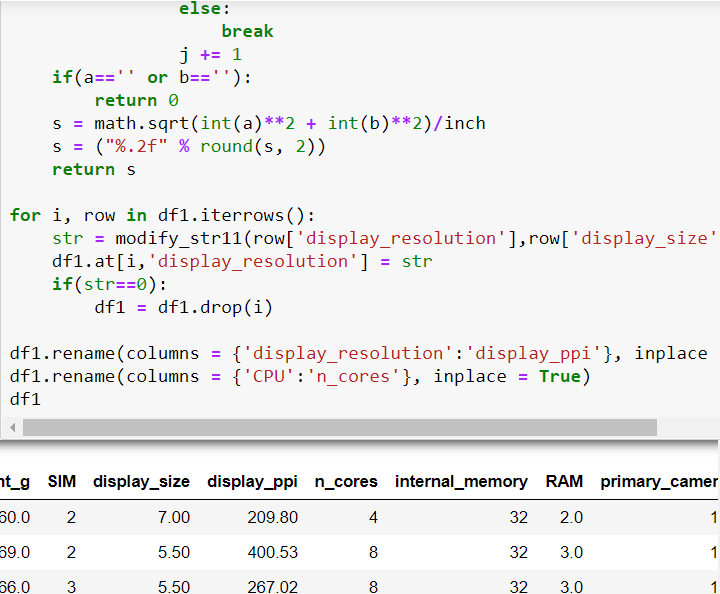 else:
break
j += 1
if(a=='' or b==''):
return 0
s = math.sqrt(int(a)**2 + int(b)**2)/inch
s = ("%.2f" % round(s, 2))
return s
for i, row in df1.iterrows():
str = modify_str11(row['display_resolution'],row['display_size'
df1.at[i,'display_resolution'] = str
if(str==0):
df1 = df1.drop(i)
df1.rename(columns = {'display_resolution':'display_ppi'}, inplace
df1.rename(columns = {'CPU':'n_cores'}, inplace = True)
df1
nt_g SIM display_size display_ppi n_cores internal_memory RAM primary_camer
60.0 2 7.00 209.80 4 32 2.0 1
69.0 2 5.50 400.53 8 32 3.0 1
66.0 3 5.50 267.02 8 32 3.0 1